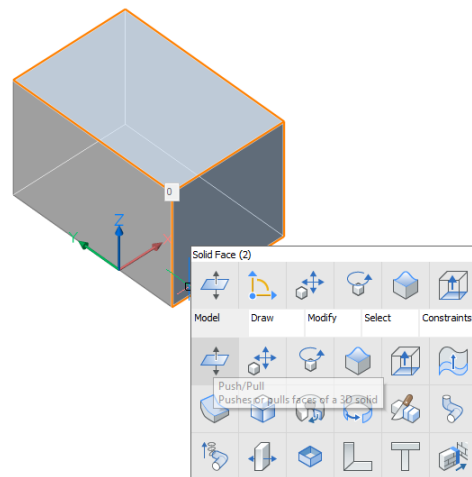 0
Z
Y
Solid Face (2)
Model Draw Modify Select Constraints
Push/Pull
Pushes or pulls faces of a 3D solid